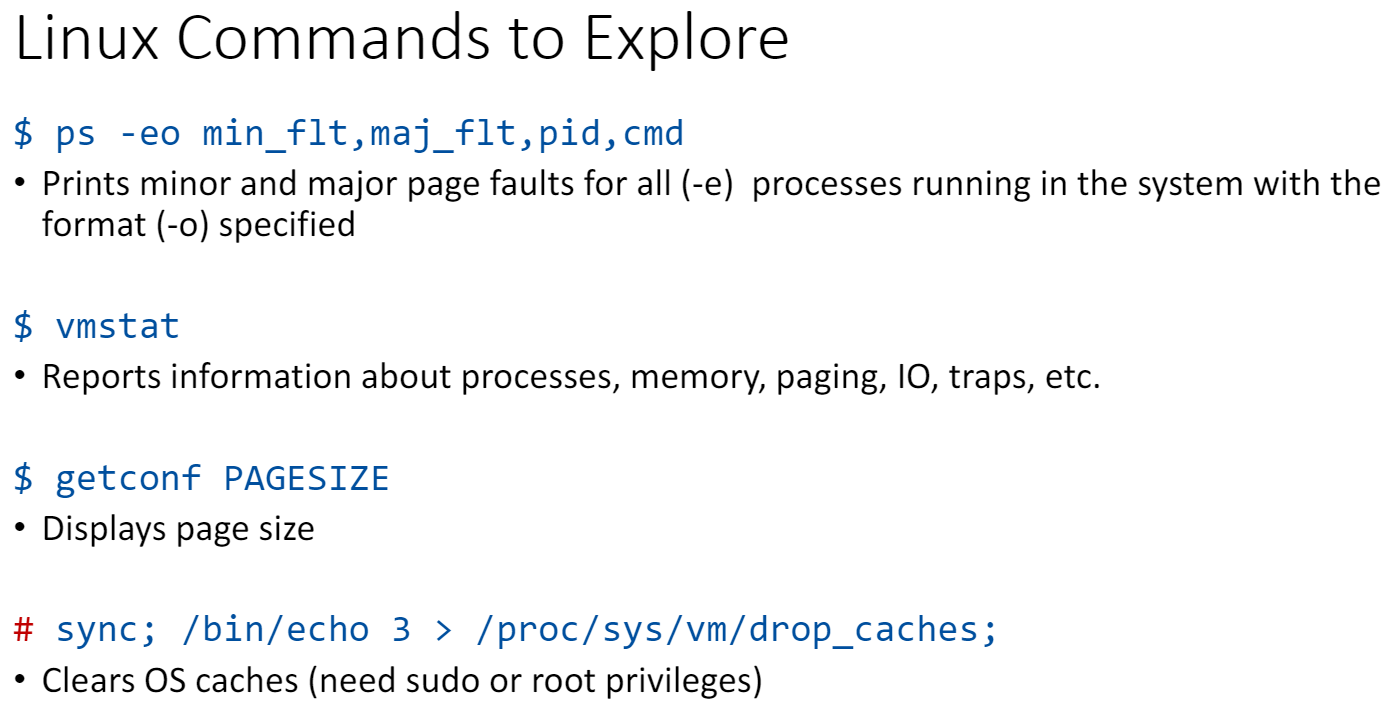 Linux Commands to Explore
$ ps -eo min_flt,maj_flt,pid,cmd
• Prints minor and major page faults for all (-e)  processes running in the system with the
format (-o) specified
$ vmstat
• Reports information about processes, memory, paging, IO, traps, etc.
$ getconf PAGESIZE
• Displays page size
# sync; /bin/echo 3 > /proc/sys/vm/drop_caches;
• Clears OS caches (need sudo or root privileges)